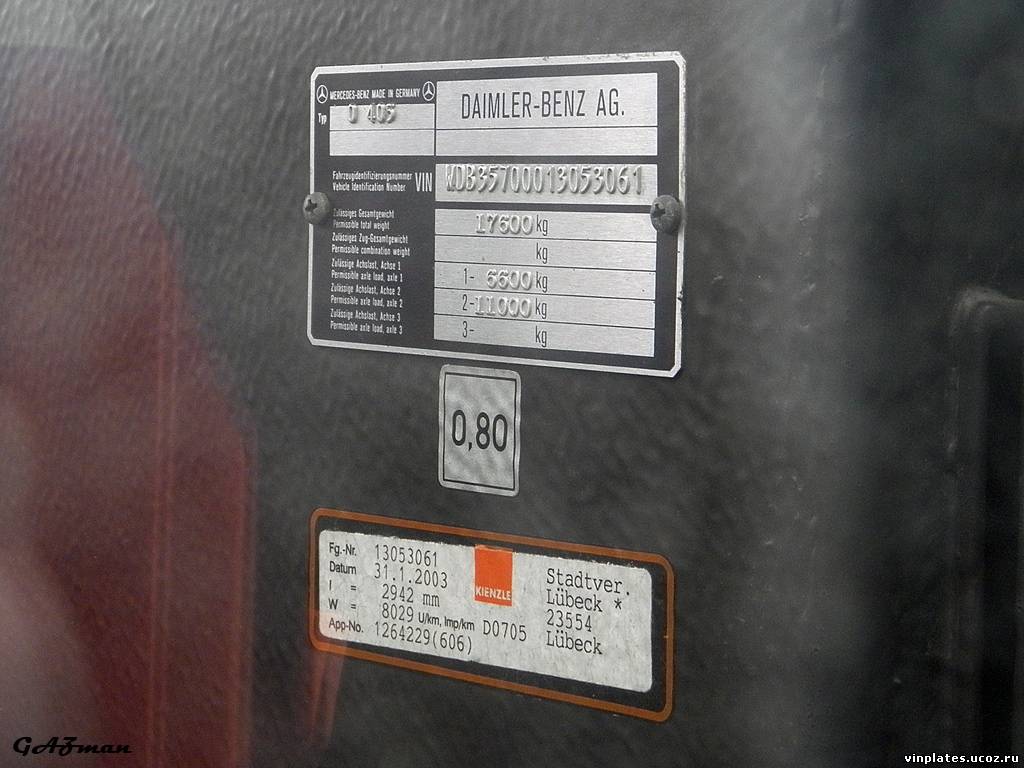 MERCEDES-BENZ MADE IN GERMANY
Typ O 405
DAIMLER-BENZ AG.
Fahrzeugidentifizierungsnummer
Vehicle Identification Number
VIN WDB35700013053061
Zulässiges Gesamtgewicht
Permissible total weight
17600 kg
Zulässiges Zug-Gesamtgewicht
Permissible combination weight
kg
Zulässige Achslast, Achse 1
Permissible axle load, axle 1
1- 6600 kg
Zulässige Achslast, Achse 2
Permissible axle load, axle 2
2- 11000 kg
Zulässige Achslast, Achse 3
Permissible axle load, axle 3
3- kg
0,80
Fg.-Nr. 13053061
Datum 31.1.2003
l = 2942 mm
W = 8029 U/km, Imp/km
App-No. 1264229(606)
KIENZLE
D0705
Stadtver.
Lübeck *
23554
Lübeck
GAZman
vinplates.ucoz.ru